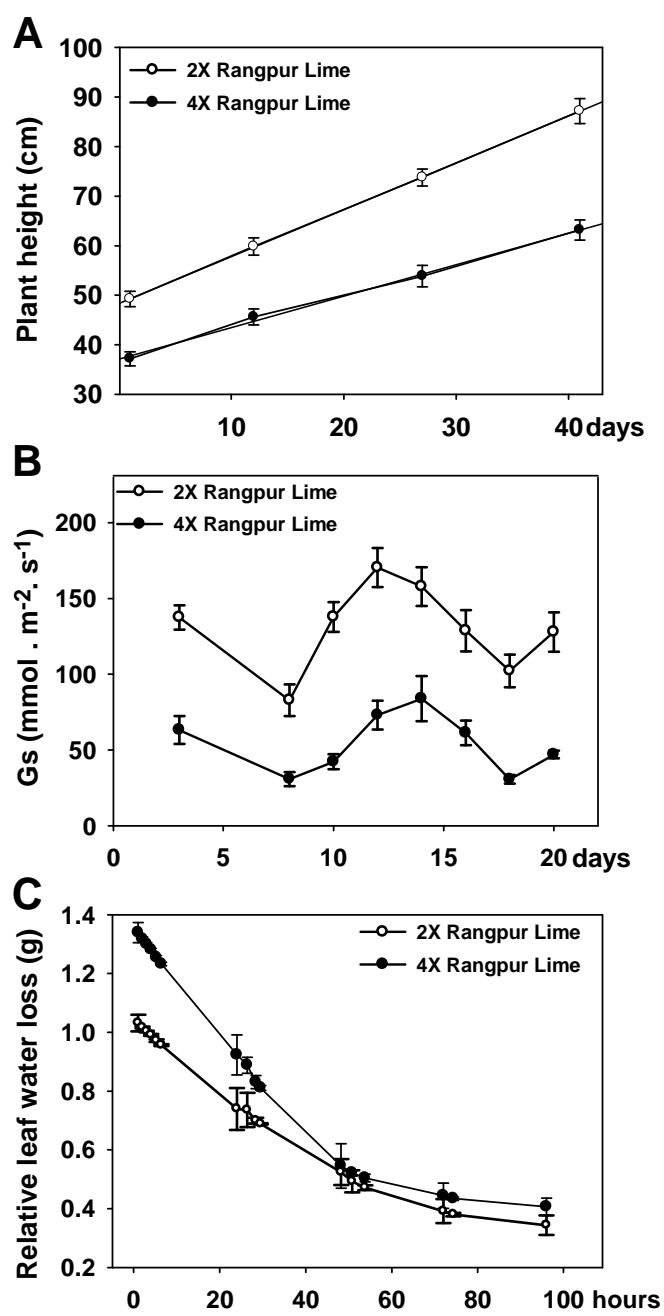 A
Plant height (cm)
100
90
80
70
60
50
40
30
2X Rangpur Lime
4X Rangpur Lime
10 20 30 40 days
B
Gs (mmol . m-2. s-1)
200
150
100
50
0
2X Rangpur Lime
4X Rangpur Lime
0 5 10 15 20 days
C
Relative leaf water loss (g)
1.4
1.2
1.0
0.8
0.6
0.4
0.2
2X Rangpur Lime
4X Rangpur Lime
0 20 40 60 80 100 hours